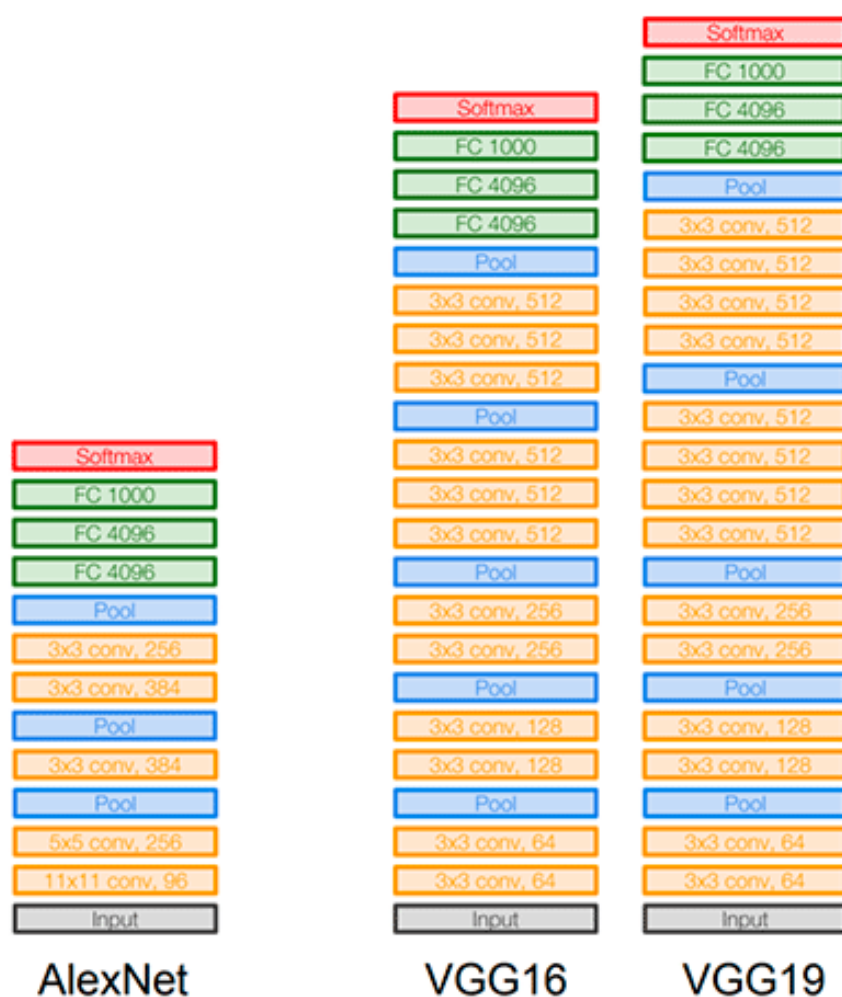 Softmax
FC 1000
FC 4096
FC 4096
Pool
3x3 conv, 256
3x3 conv, 384
Pool
3x3 conv, 384
Pool
5x5 conv, 256
11x11 conv, 96
Input
AlexNet
Softmax
FC 1000
FC 4096
FC 4096
Pool
3x3 conv, 512
3x3 conv, 512
3x3 conv, 512
Pool
3x3 conv, 512
3x3 conv, 512
3x3 conv, 512
Pool
3x3 conv, 256
3x3 conv, 256
Pool
3x3 conv, 128
3x3 conv, 128
Pool
3x3 conv, 64
3x3 conv, 64
Input
VGG16
Softmax
FC 1000
FC 4096
FC 4096
Pool
3x3 conv, 512
3x3 conv, 512
3x3 conv, 512
3x3 conv, 512
Pool
3x3 conv, 512
3x3 conv, 512
3x3 conv, 512
3x3 conv, 512
Pool
3x3 conv, 256
3x3 conv, 256
Pool
3x3 conv, 128
3x3 conv, 128
Pool
3x3 conv, 64
3x3 conv, 64
Input
VGG19